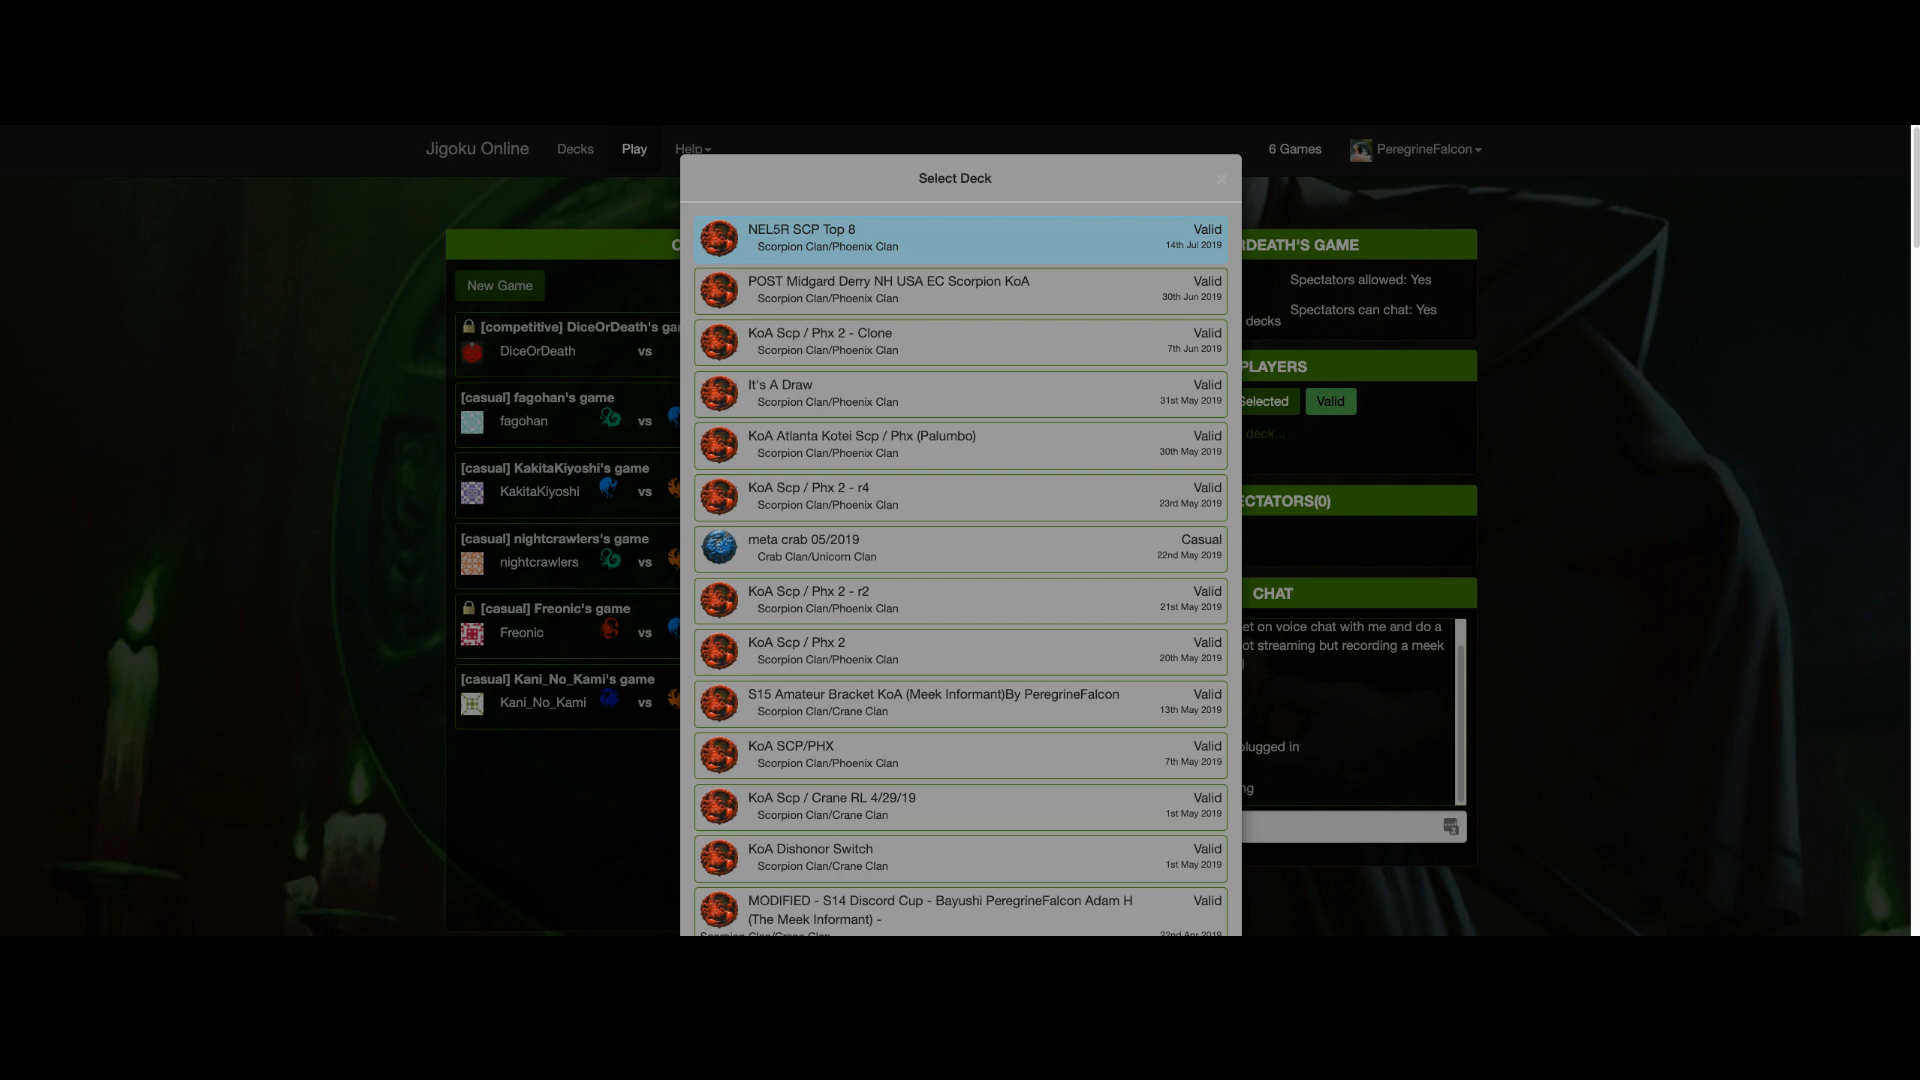 Jigoku Online
Decks
Play
Help
6 Games
PeregrineFalcon
Select Deck
×
New Game
[competitive] DiceOrDeath's
DiceOrDeath vs
[casual] fagohan's game
fagohan vs
[casual] KakitaKiyoshi's game
KakitaKiyoshi vs
[casual] nightcrawlers's game
nightcrawlers vs
[casual] Freonic's game
Freonic vs
[casual] Kani_No_Kami's game
Kani_No_Kami vs
NEL5R SCP Top 8 Valid
Scorpion Clan/Phoenix Clan 14th Jul 2019
POST Midgard Derry NH USA EC Scorpion KoA Valid
Scorpion Clan/Phoenix Clan 30th Jun 2019
KoA Scp / Phx 2 - Clone Valid
Scorpion Clan/Phoenix Clan 7th Jun 2019
It's A Draw Valid
Scorpion Clan/Phoenix Clan 31st May 2019
KoA Atlanta Kotei Scp / Phx (Palumbo) Valid
Scorpion Clan/Phoenix Clan 30th May 2019
KoA Scp / Phx 2 - r4 Valid
Scorpion Clan/Phoenix Clan 23rd May 2019
meta crab 05/2019 Casual
Crab Clan/Unicorn Clan 22nd May 2019
KoA Scp / Phx 2 - r2 Valid
Scorpion Clan/Phoenix Clan 21st May 2019
KoA Scp / Phx 2 Valid
Scorpion Clan/Phoenix Clan 20th May 2019
S15 Amateur Bracket KoA (Meek Informant)By PeregrineFalcon Valid
Scorpion Clan/Crane Clan 13th May 2019
KoA SCP/PHX Valid
Scorpion Clan/Phoenix Clan 7th May 2019
KoA Scp / Crane RL 4/29/19 Valid
Scorpion Clan/Crane Clan 1st May 2019
KoA Dishonor Switch Valid
Scorpion Clan/Crane Clan 1st May 2019
MODIFIED - S14 Discord Cup - Bayushi PeregrineFalcon Adam H Valid
(The Meek Informant) -
Scorpion Clan/Crane Clan 22nd Apr 2019
RDEATH'S GAME
Spectators allowed: Yes
Spectators can chat: Yes
decks
PLAYERS
Selected Valid
deck...
ECTATORS(0)
CHAT
et on voice chat with me and do a
ot streaming but recording a meek
plugged in
ng